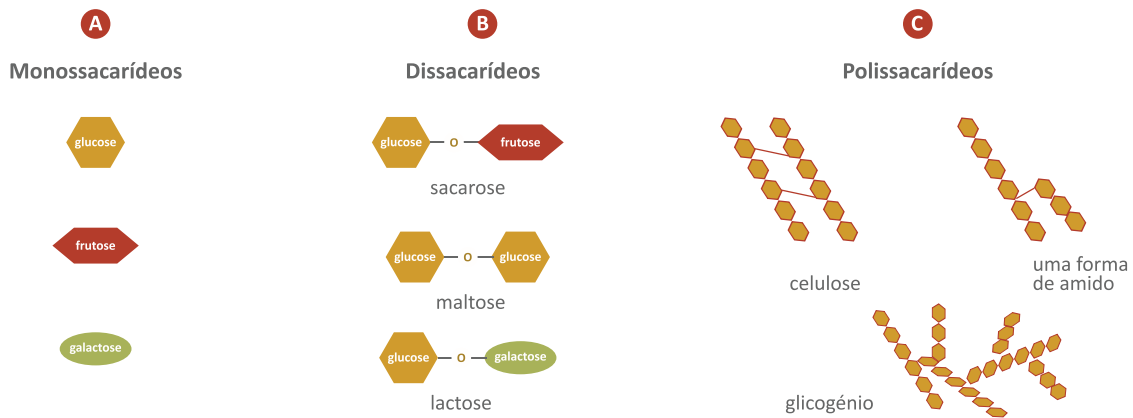 A
Monossacarídeos
glucose
frutose
galactose
B
Dissacarídeos
glucose O frutose
sacarose
glucose O glucose
maltose
glucose O galactose
lactose
C
Polissacarídeos
celulose
uma forma
de amido
glicogénio